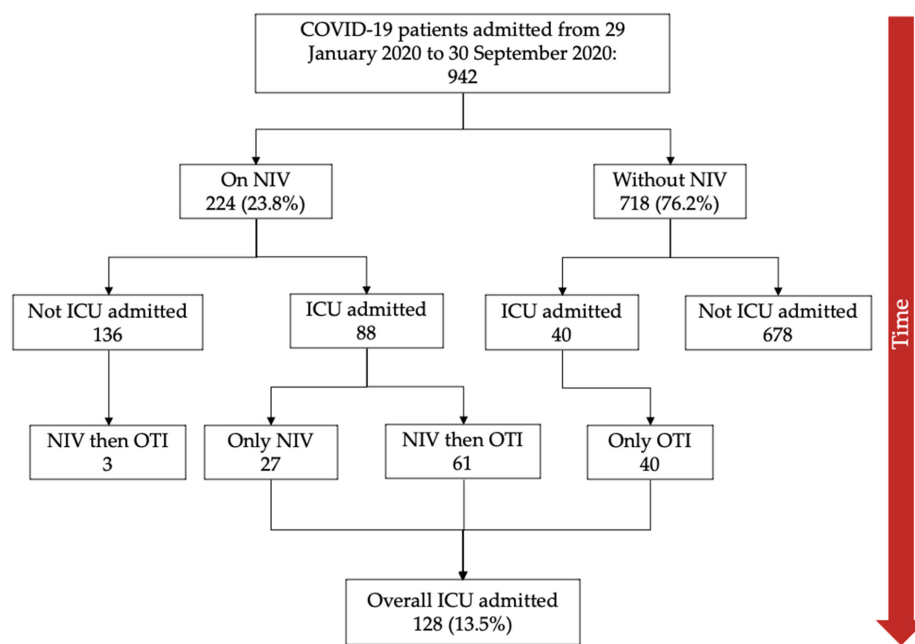 COVID-19 patients admitted from 29
January 2020 to 30 September 2020:
942
On NIV
224 (23.8%)
Without NIV
718 (76.2%)
Not ICU admitted
136
ICU admitted
88
ICU admitted
40
Not ICU admitted
678
NIV then OTI
3
Only NIV
27
NIV then OTI
61
Only OTI
40
Overall ICU admitted
128 (13.5%)
Time